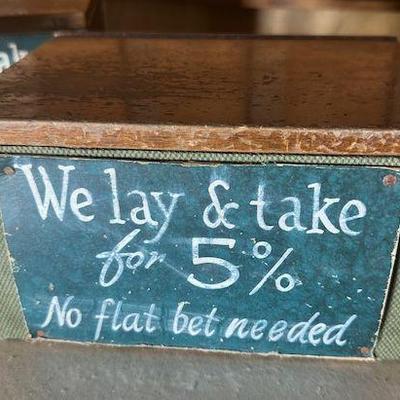 We lay & take
for 5%
No flat bet needed